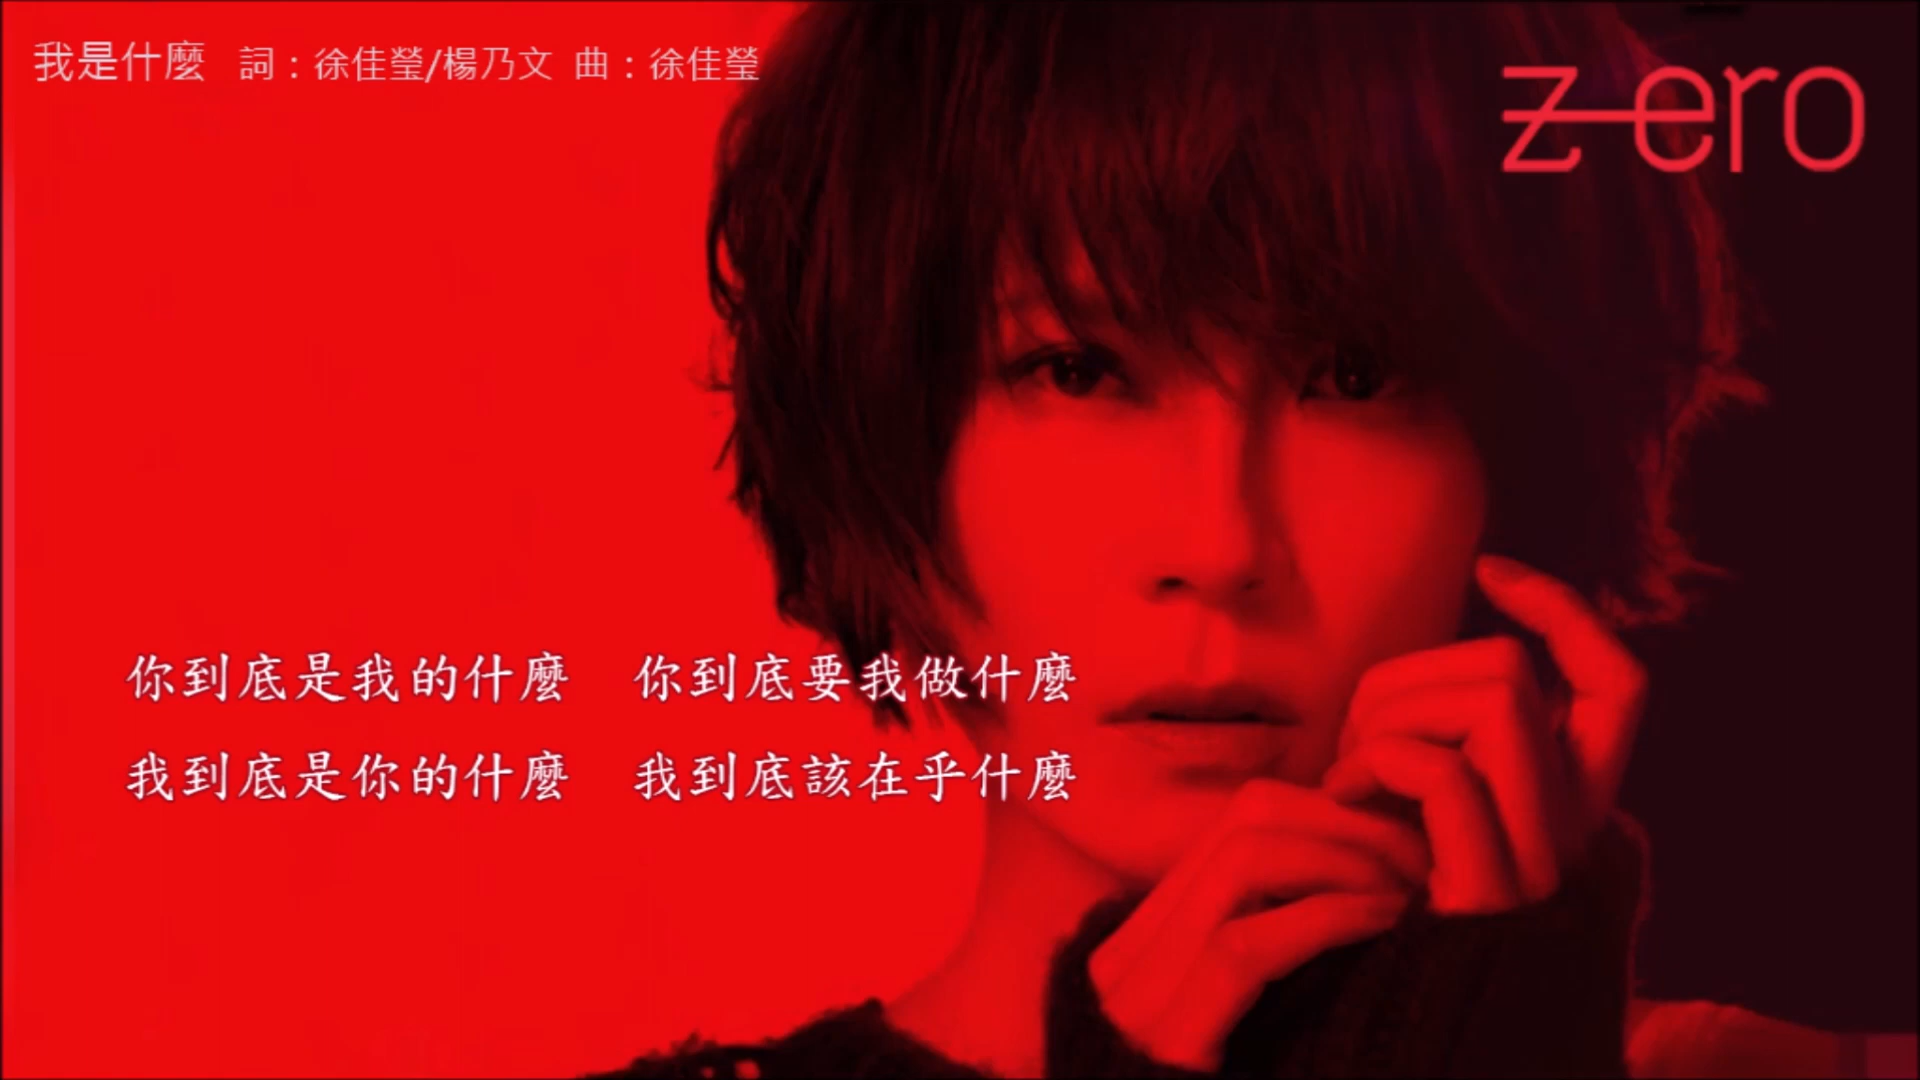 我是什麼 詞：徐佳瑩/楊乃文 曲：徐佳瑩
zero
你到底是我的什麼 你到底要我做什麼
我到底是你的什麼 我到底該在乎什麼